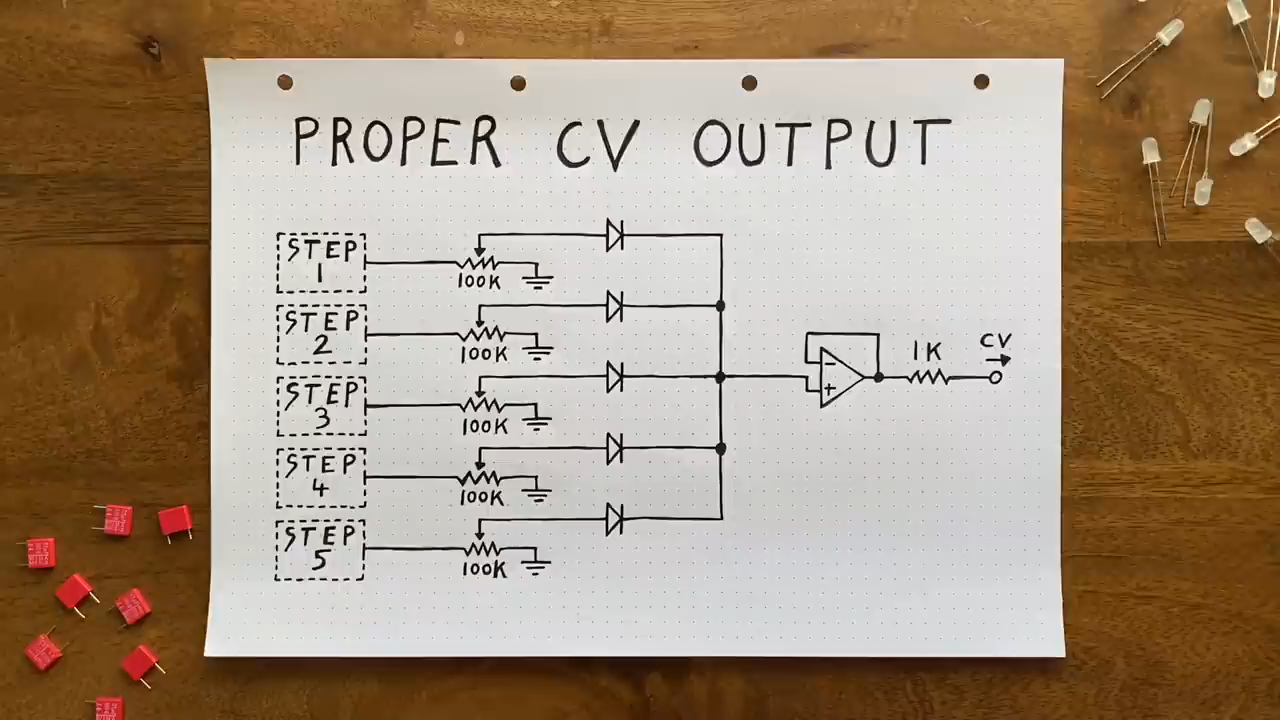 PROPER CV OUTPUT
STEP
1
100K
STEP
2
100K
STEP
3
100K
STEP
4
100K
STEP
5
100K
-
+
1K
CV